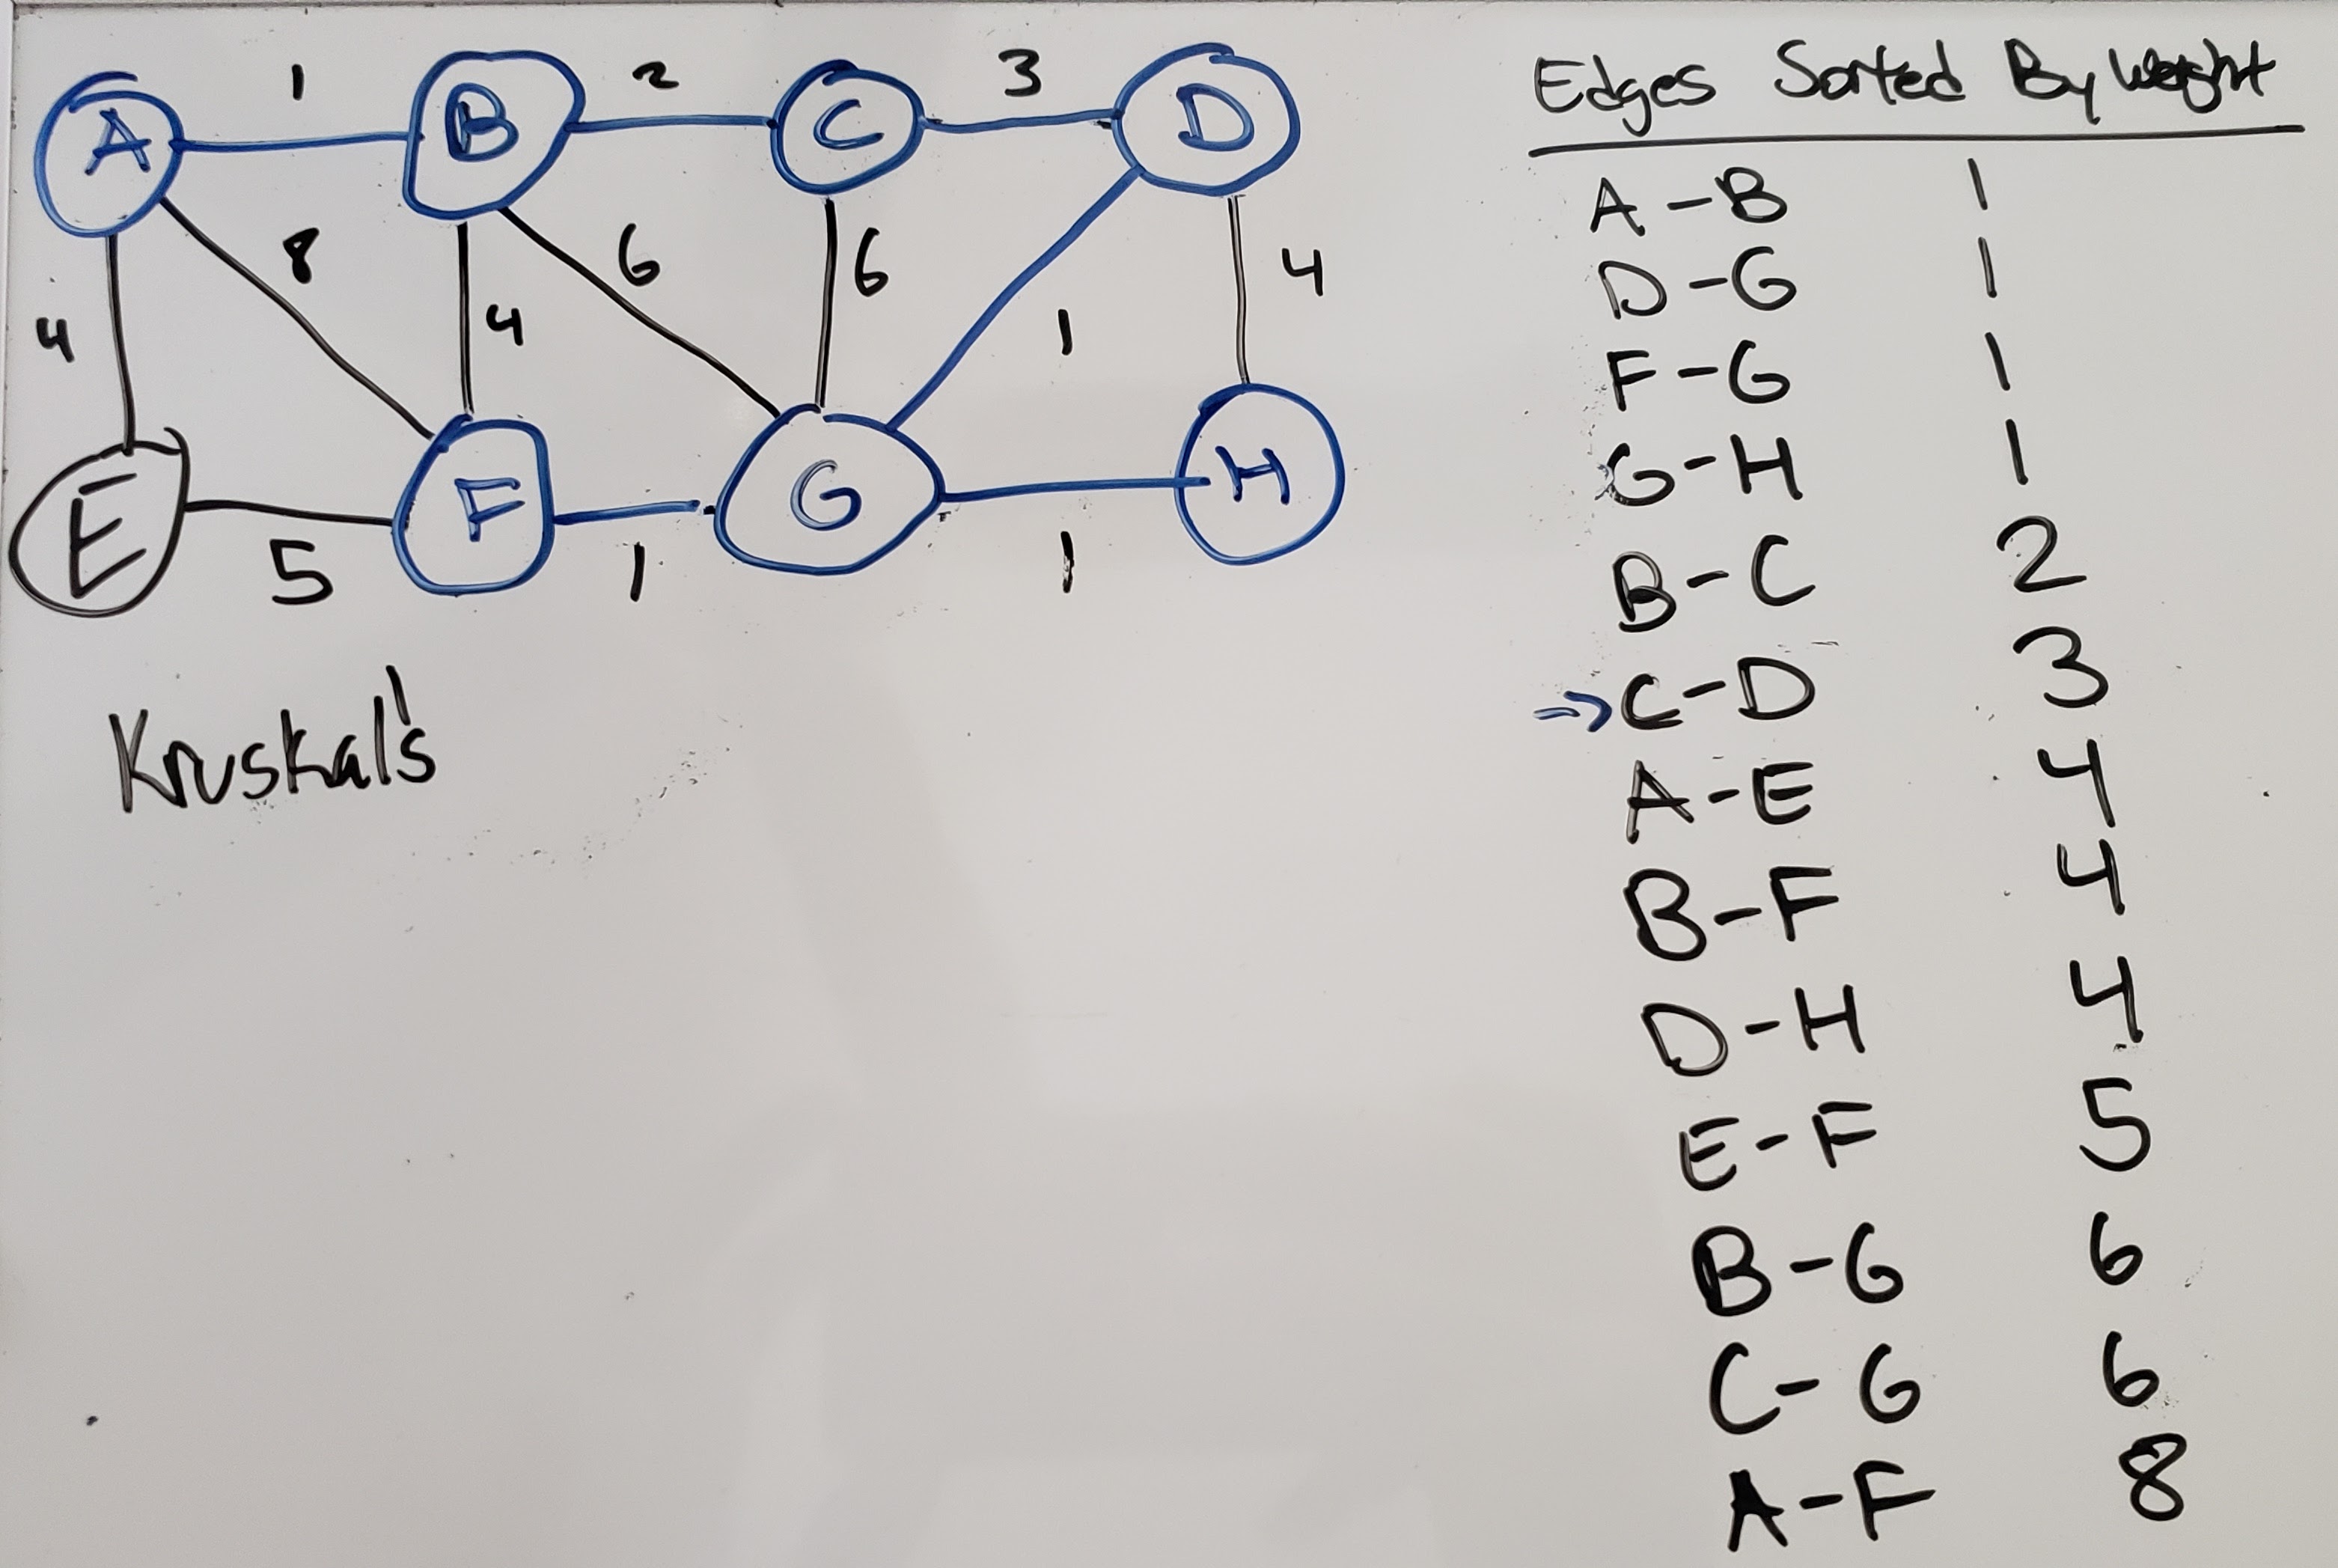 1 2 3
A B C D
8 6 6 4
4 4 1
E F G H
5 1 1
Kruskal's
Edges Sorted By Weight
A-B 1
D-G 1
F-G 1
G-H 1
B-C 2
⇒C-D 3
A-E 4
B-F 4
D-H 4
E-F 5
B-G 6
C-G 6
A-F 8